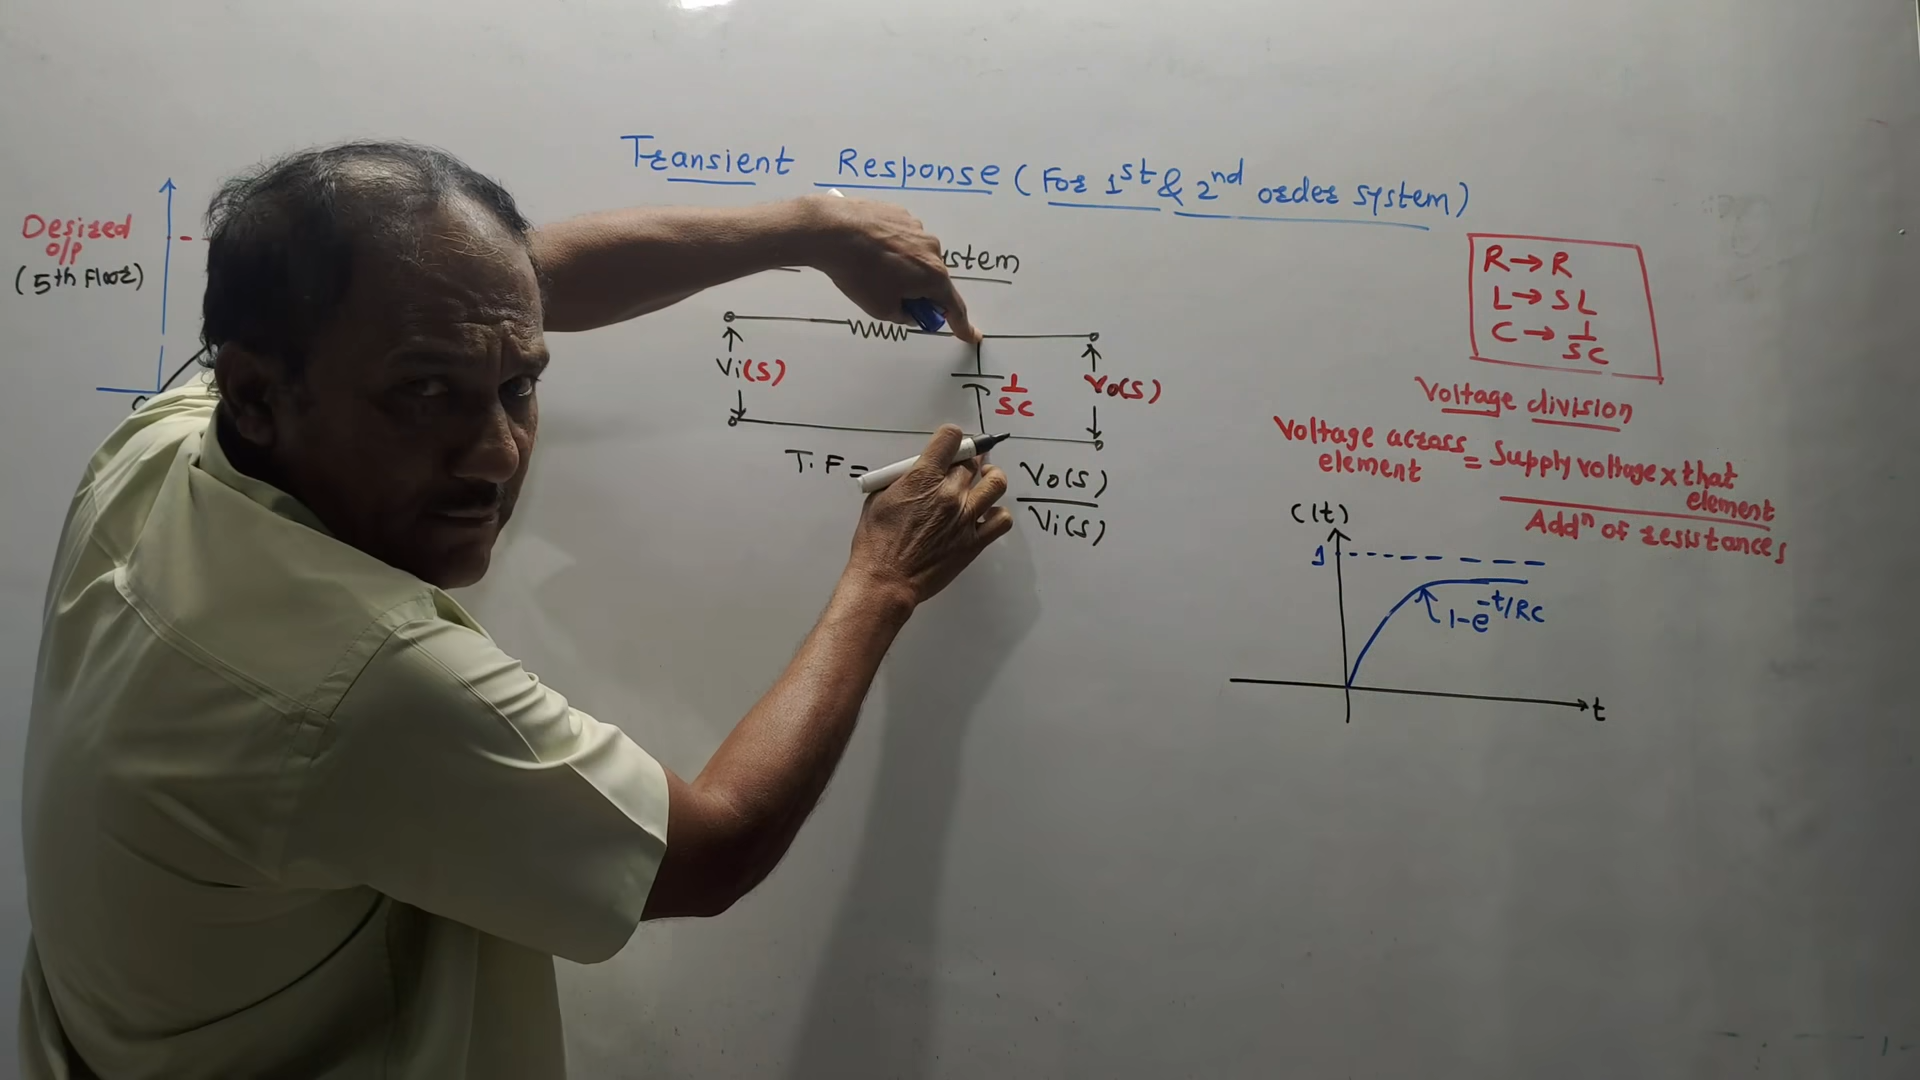 Transient Response (For 1st & 2nd order system)
Desired
o/p
(5th Floor)
ystem
R→R
L→SL
C→1/SC
Vi(s)
1/SC
Vo(s)
T.F=
Vo(s)/Vi(s)
Voltage division
Voltage across element = Supply voltage x that element / Addn of resistances
C(t)
1
1-e^-t/RC
t